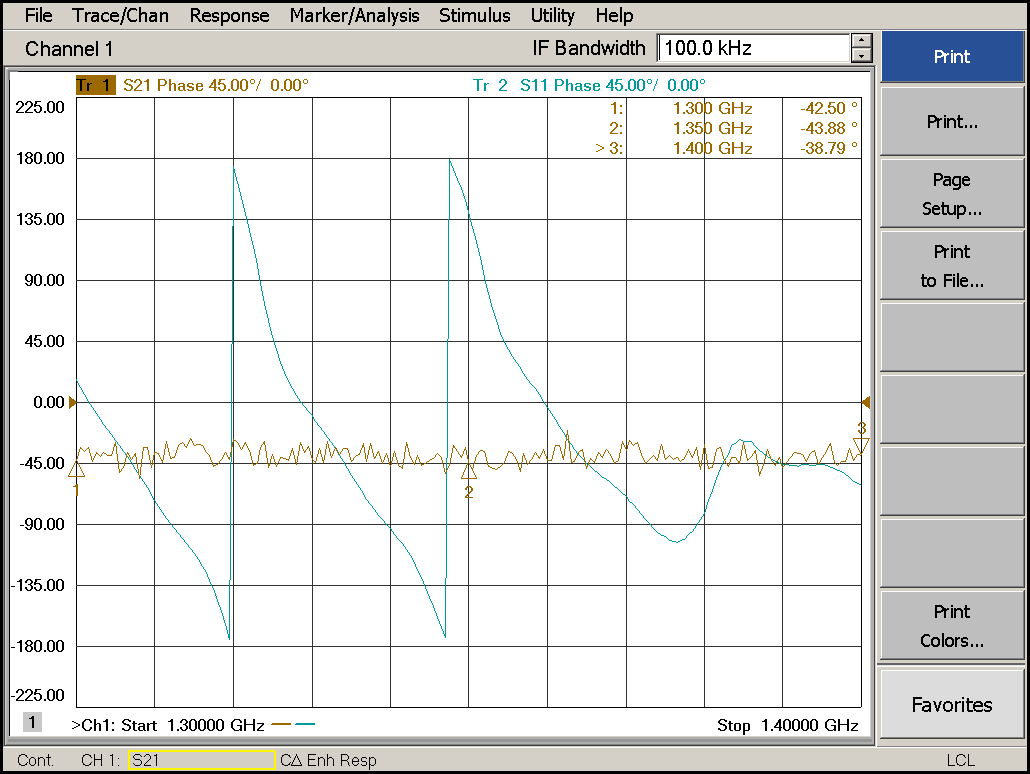 File Trace/Chan Response Marker/Analysis Stimulus Utility Help
Channel 1 IF Bandwidth 100.0 kHz
Print
Print...
Page
Setup...
Print
to File...
Print
Colors...
Favorites
Tr 1 S21 Phase 45.00°/ 0.00° Tr 2 S11 Phase 45.00°/ 0.00°
1: 1.300 GHz -42.50 °
2: 1.350 GHz -43.88 °
> 3: 1.400 GHz -38.79 °
225.00
180.00
135.00
90.00
45.00
0.00
-45.00
-90.00
-135.00
-180.00
-225.00
1
2
3
1 >Ch1: Start 1.30000 GHz Stop 1.40000 GHz
Cont. CH 1: S21 CΔ Enh Resp LCL